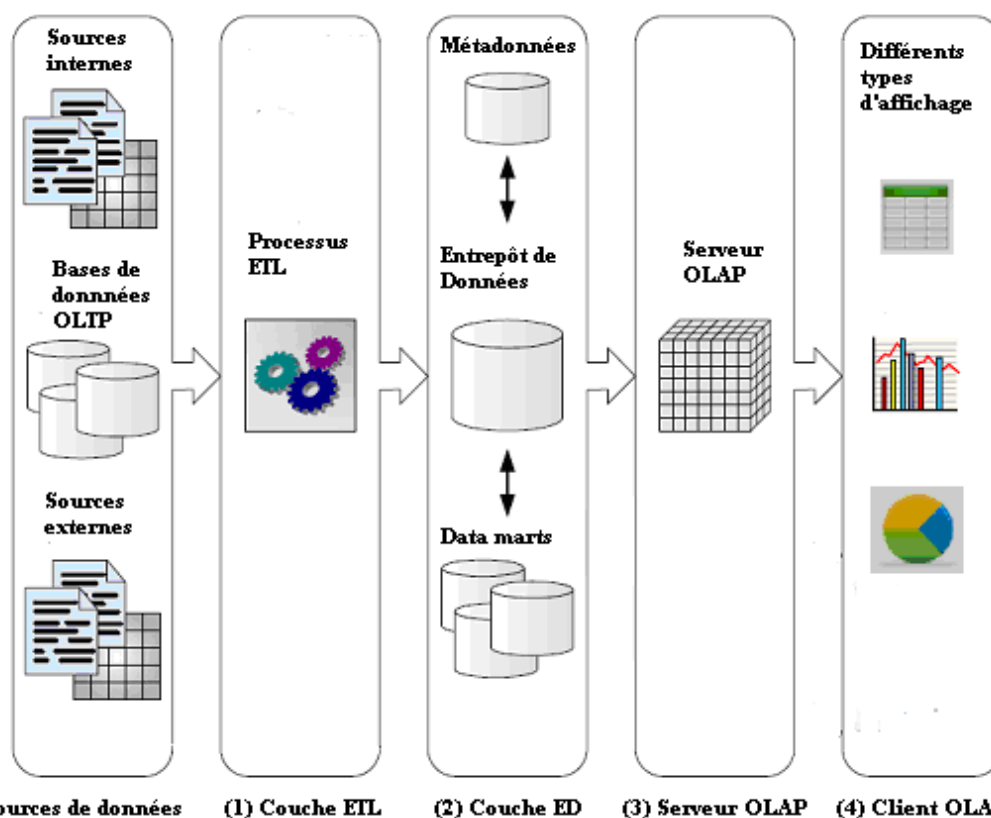 Sources
internes
Bases de
donnnées
OLTP
Sources
externes
Processus
ETL
Métadonnées
Entrepôt de
Données
Data marts
Serveur
OLAP
Différents
types
d'affichage
ources de données
(1) Couche ETL
(2) Couche ED
(3) Serveur OLAP
(4) Client OLA